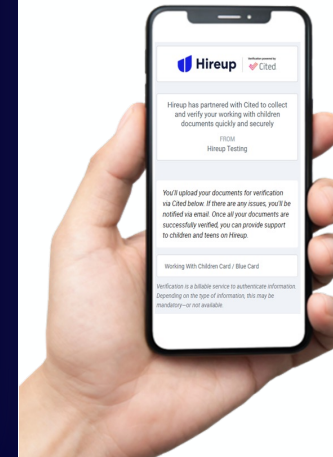 Hireup
Verification powered by
Cited.
Hireup has partnered with Cited to collect
and verify your working with children
documents quickly and securely
FROM
Hireup Testing
You'll upload your documents for verification
via Cited below. If there are any issues, you'll be
notified via email. Once all your documents are
successfully verified, you can provide support
to children and teens on Hireup.
Working With Children Card / Blue Card
Verification is a billable service to authenticate information.
Depending on the type of information, this may be
mandatory–or not available.